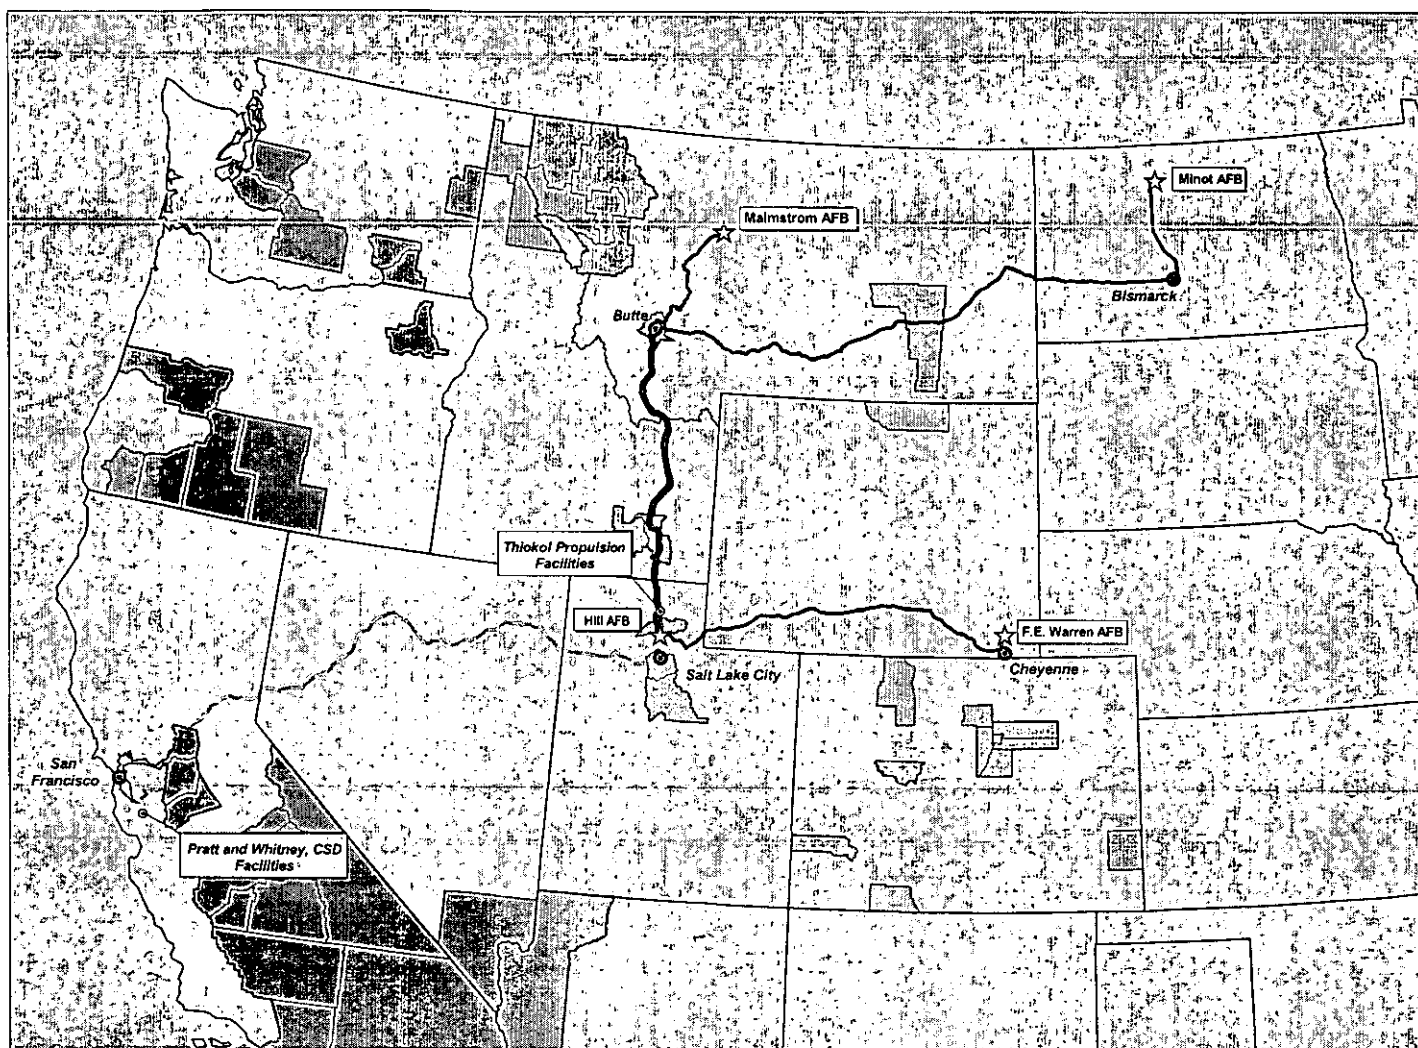 Minot AFB
Malmstrom AFB
Bismarck
Butte
Thiokol Propulsion
Facilities
Hill AFB
F.E. Warren AFB
Salt Lake City
Cheyenne
San
Francisco
Pratt and Whitney, CSD
Facilities